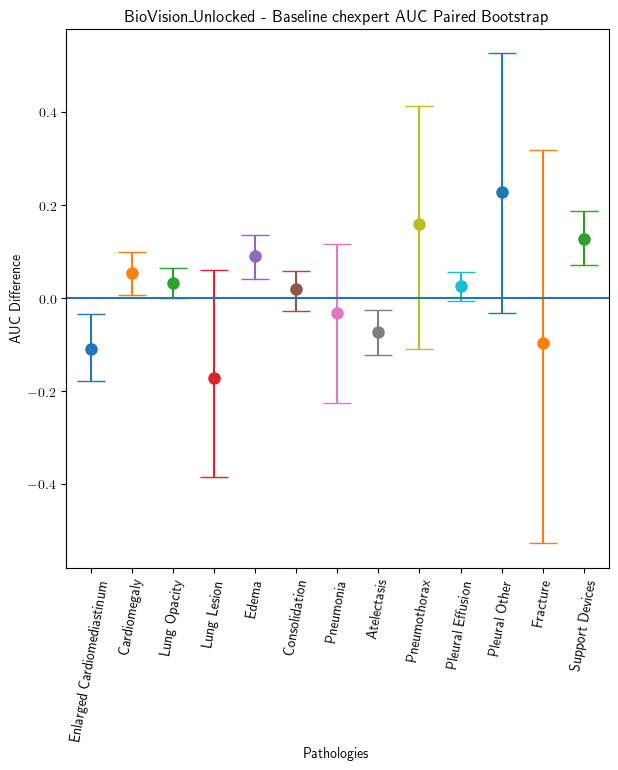 BioVision_Unlocked - Baseline chexpert AUC Paired Bootstrap
AUC Difference
0.4
0.2
0.0
−0.2
−0.4
Enlarged Cardiomediastinum
Cardiomegaly
Lung Opacity
Lung Lesion
Edema
Consolidation
Pneumonia
Atelectasis
Pneumothorax
Pleural Effusion
Pleural Other
Fracture
Support Devices
Pathologies